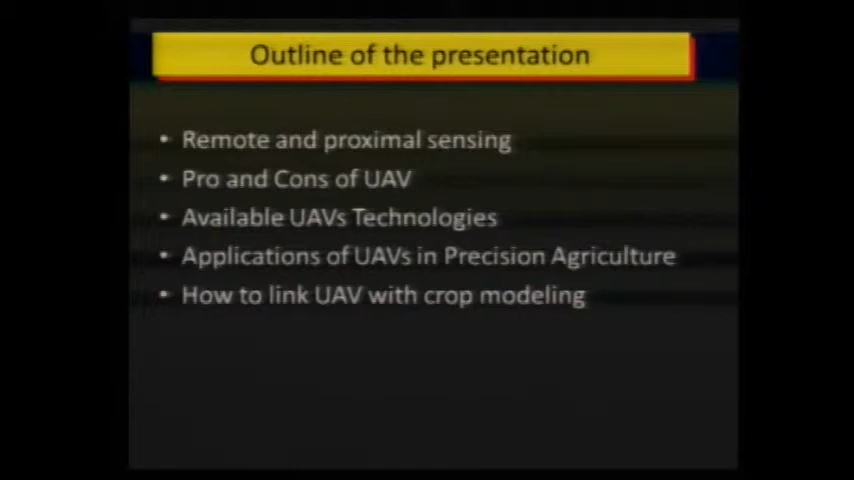 Outline of the presentation
• Remote and proximal sensing
• Pro and Cons of UAV
• Available UAVs Technologies
• Applications of UAVs in Precision Agriculture
• How to link UAV with crop modeling